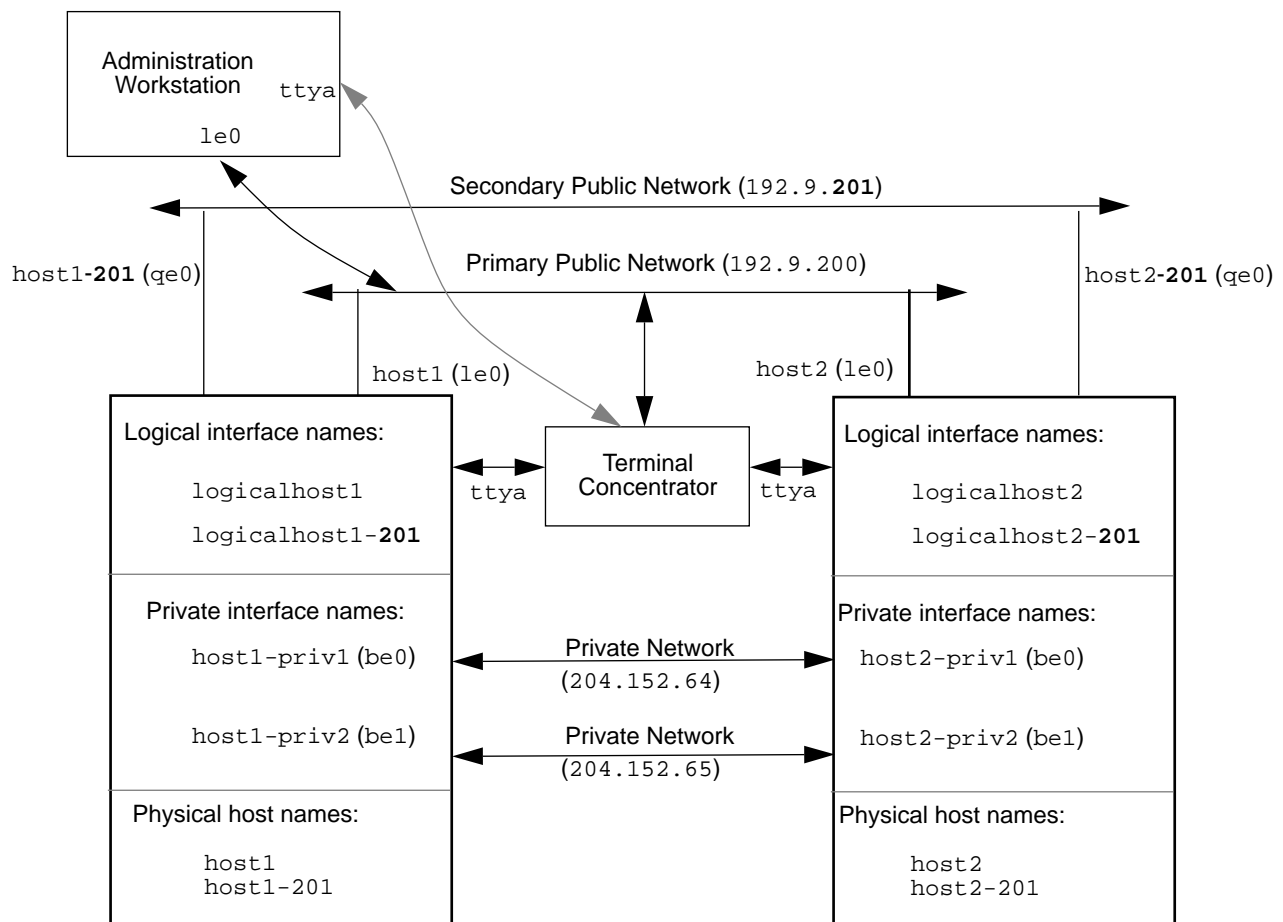 Administration
Workstation
ttya
le0
Secondary Public Network (192.9.201)
host1-201 (qe0)
Primary Public Network (192.9.200)
host2-201 (qe0)
host1 (le0)
host2 (le0)
Logical interface names:
logicalhost1
logicalhost1-201
ttya
Terminal
Concentrator
ttya
Logical interface names:
logicalhost2
logicalhost2-201
Private interface names:
host1-priv1 (be0)
host1-priv2 (be1)
Private Network
(204.152.64)
Private Network
(204.152.65)
Private interface names:
host2-priv1 (be0)
host2-priv2 (be1)
Physical host names:
host1
host1-201
Physical host names:
host2
host2-201